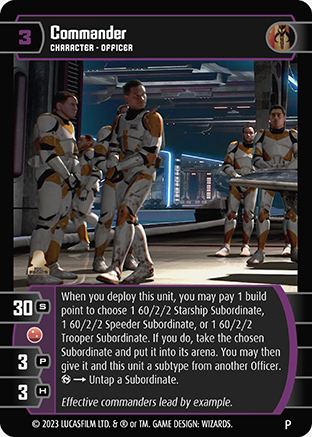 3
Commander
CHARACTER - OFFICER
30 S
3 P
3 H
When you deploy this unit, you may pay 1 build
point to choose 1 60/2/2 Starship Subordinate,
1 60/2/2 Speeder Subordinate, or 1 60/2/2
Trooper Subordinate. If you do, take the chosen
Subordinate and put it into its arena. You may then
give it and this unit a subtype from another Officer.
→ Untap a Subordinate.
Effective commanders lead by example.
© 2023 LUCASFILM LTD. & ® or TM. GAME DESIGN: WIZARDS.
P